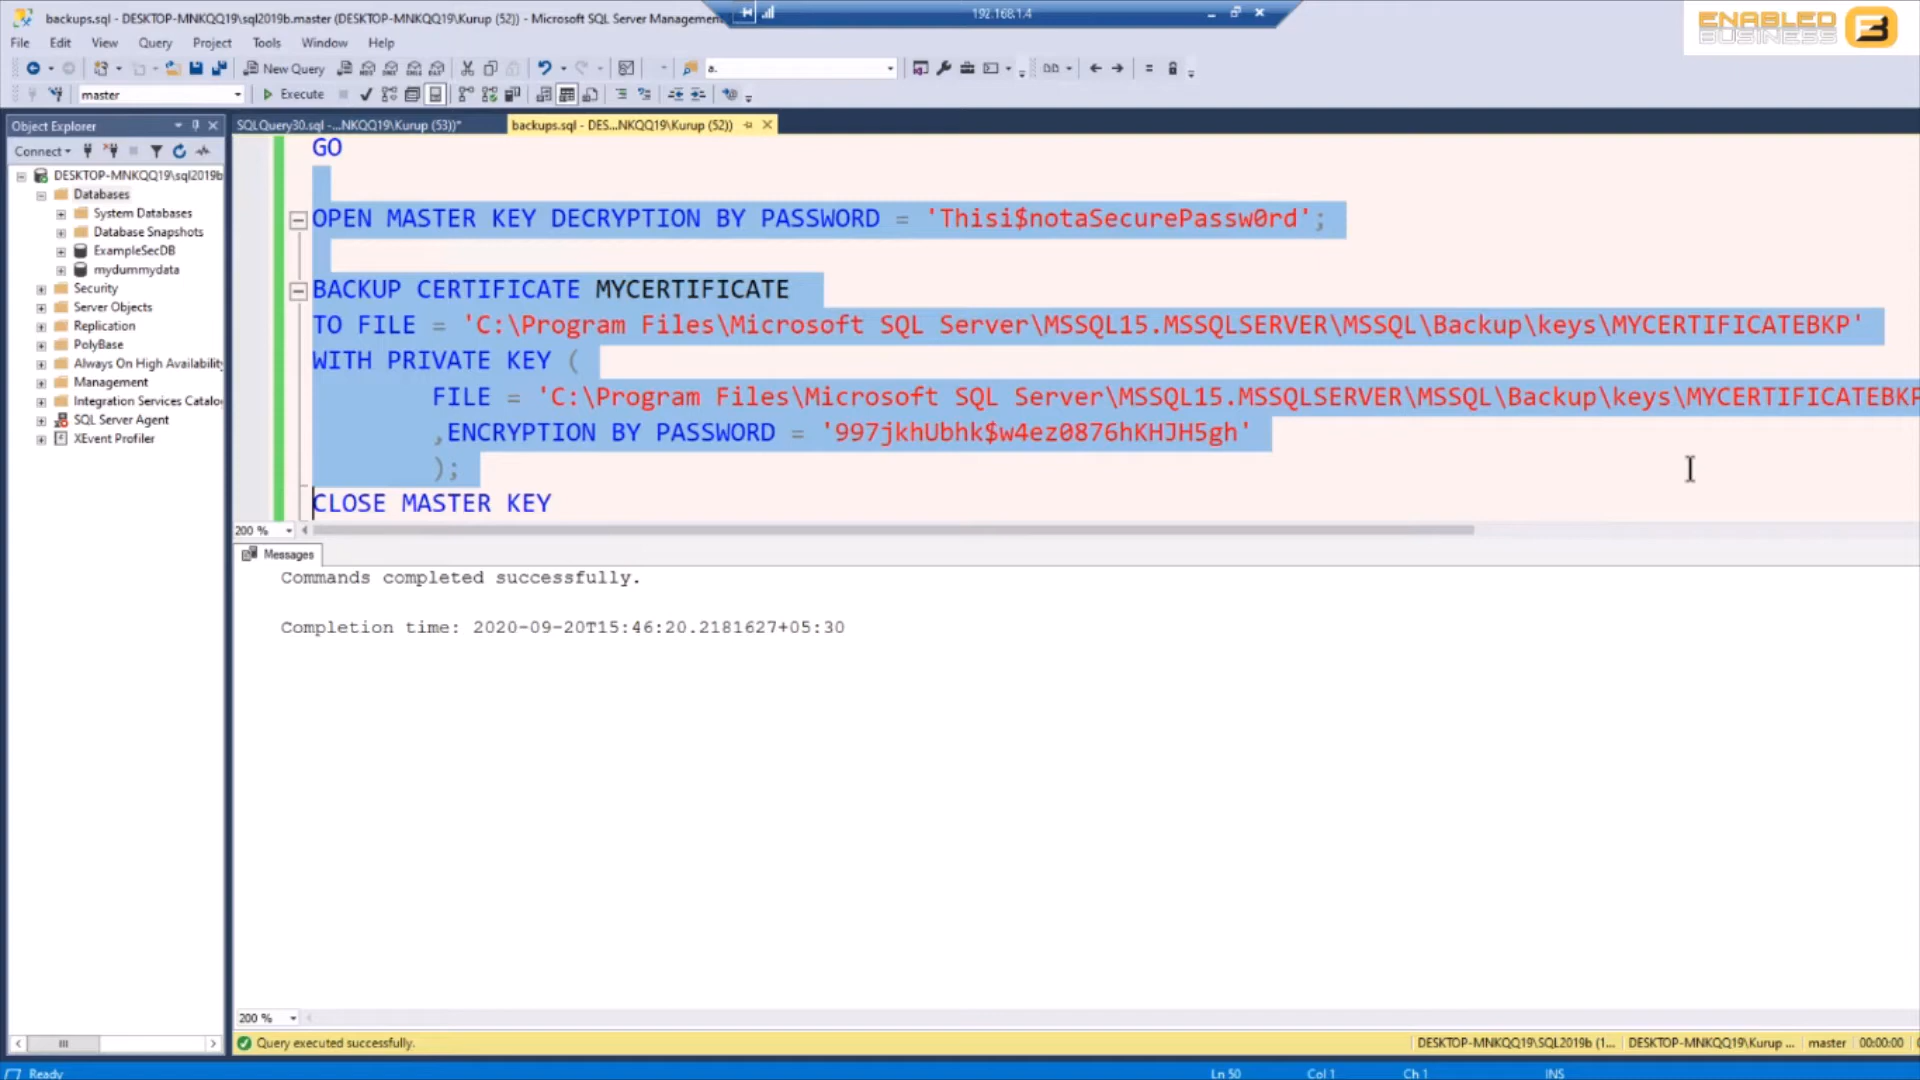 backups.sql - DESKTOP-MNKQQ19\sql2019b.master (DESKTOP-MNKQQ19\Kurup (52)) - Microsoft SQL Server Managemen
192.168.1.4
ENABLED
BUSINESS
File Edit View Query Project Tools Window Help
New Query
a.
master
Execute
Object Explorer
SQLQuery30.sql -...NKQQ19\Kurup (53))*
backups.sql - DES...NKQQ19\Kurup (52))
Connect
DESKTOP-MNKQQ19\sql2019b
Databases
System Databases
Database Snapshots
ExampleSecDB
mydummydata
Security
Server Objects
Replication
PolyBase
Always On High Availability
Management
Integration Services Catalo
SQL Server Agent
XEvent Profiler
GO
OPEN MASTER KEY DECRYPTION BY PASSWORD = 'Thisi$notaSecurePassw0rd';
BACKUP CERTIFICATE MYCERTIFICATE
TO FILE = 'C:\Program Files\Microsoft SQL Server\MSSQL15.MSSQLSERVER\MSSQL\Backup\keys\MYCERTIFICATEBKP'
WITH PRIVATE KEY (
FILE = 'C:\Program Files\Microsoft SQL Server\MSSQL15.MSSQLSERVER\MSSQL\Backup\keys\MYCERTIFICATEBKP
,ENCRYPTION BY PASSWORD = '997jkhUbhk$w4ez0876hKHJH5gh'
);
CLOSE MASTER KEY
200 %
Messages
Commands completed successfully.
Completion time: 2020-09-20T15:46:20.2181627+05:30
200 %
Query executed successfully.
DESKTOP-MNKQQ19\SQL2019b (1... DESKTOP-MNKQQ19\Kurup ... master 00:00:00
Ready
Ln 50 Col 1 Ch 1 INS